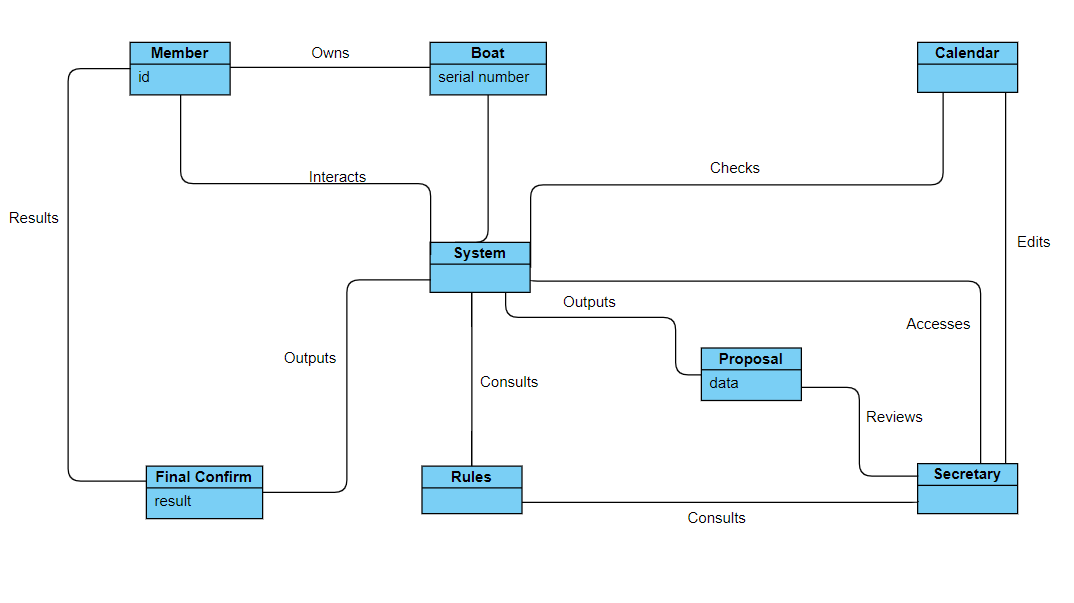 Member
id
Owns
Boat
serial number
Calendar
Checks
Interacts
Results
Edits
System
Outputs
Accesses
Outputs
Proposal
data
Consults
Reviews
Final Confirm
result
Rules
Secretary
Consults